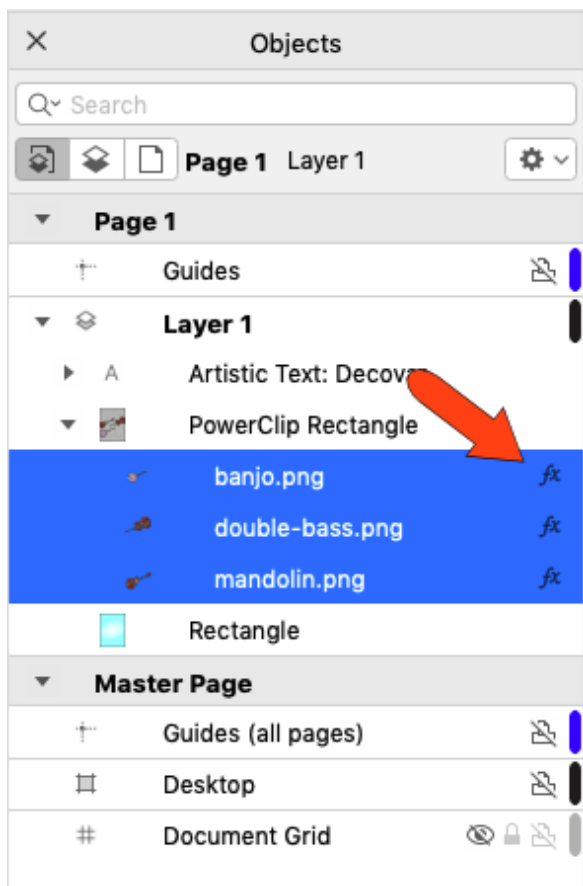 Objects
Search
Page 1 Layer 1
Page 1
Guides
Layer 1
A Artistic Text: Decovar
PowerClip Rectangle
banjo.png fx
double-bass.png fx
mandolin.png fx
Rectangle
Master Page
Guides (all pages)
Desktop
Document Grid